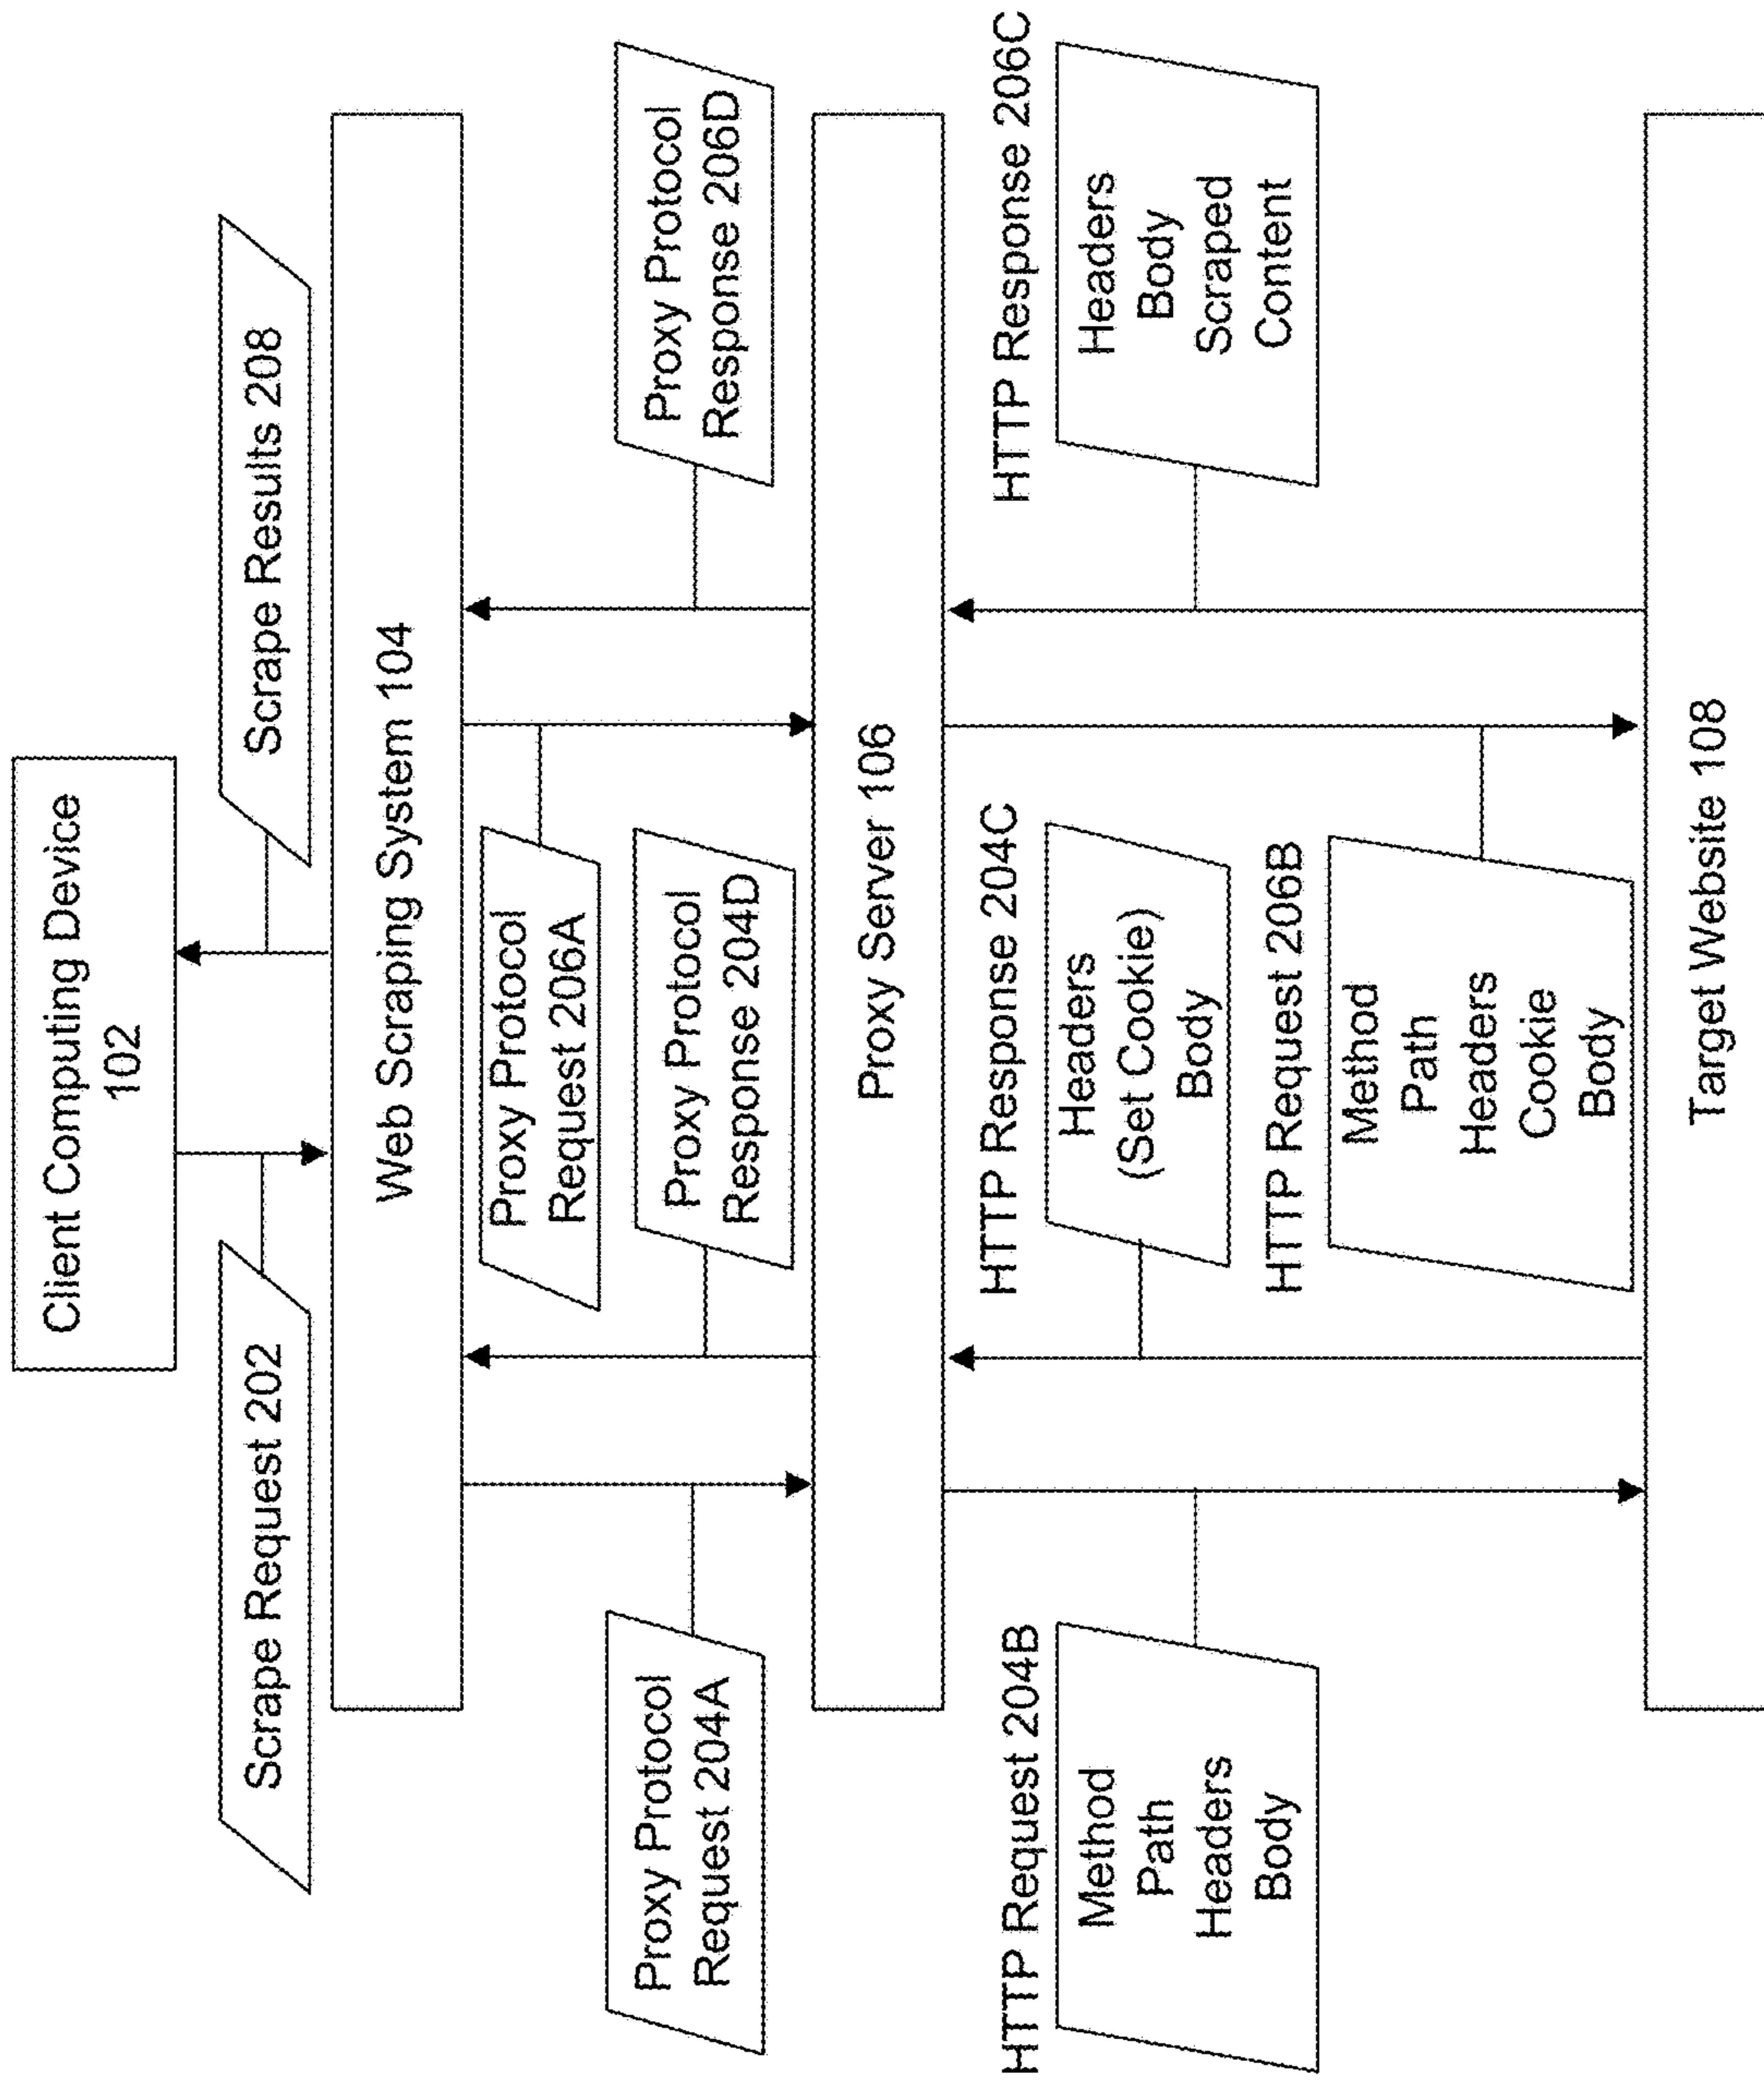 Client Computing Device
102
Scrape Request 202
Scrape Results 208
Web Scraping System 104
Proxy Protocol
Request 204A
Proxy Protocol
Request 206A
Proxy Protocol
Response 204D
Proxy Protocol
Response 206D
Proxy Server 106
HTTP Request 204B
Method
Path
Headers
Body
HTTP Response 204C
Headers
(Set Cookie)
Body
HTTP Request 206B
Method
Path
Headers
Cookie
Body
HTTP Response 206C
Headers
Body
Scraped
Content
Target Website 108